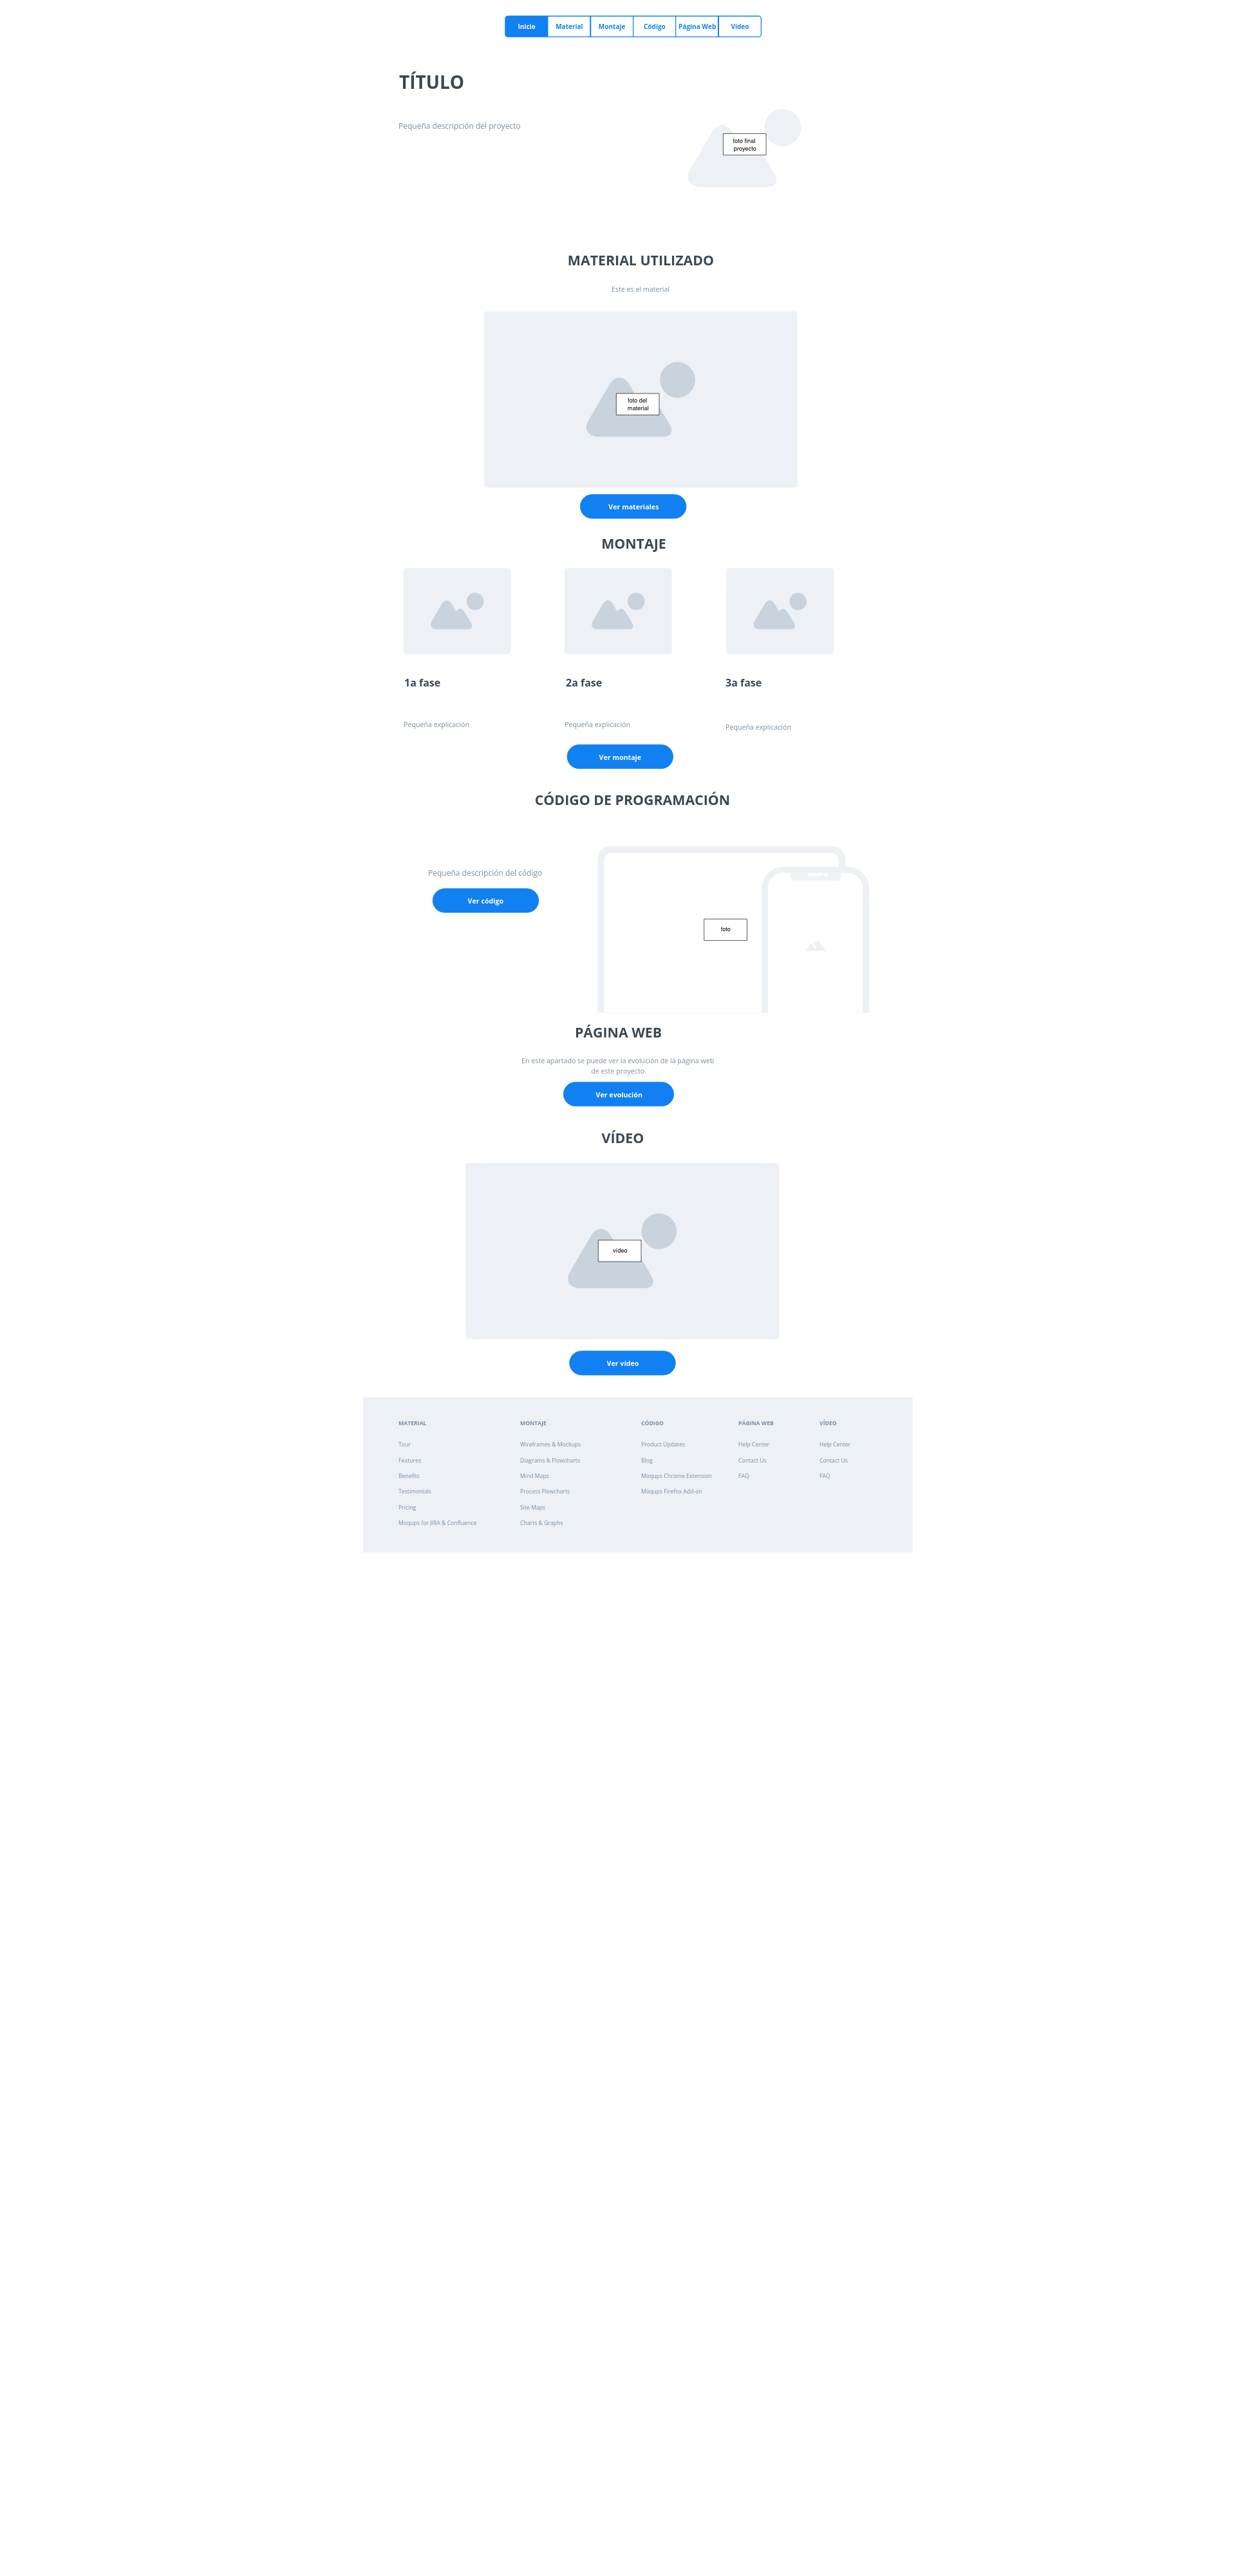 Inicio Material Montaje Código Página Web Vídeo
TÍTULO
Pequeña descripción del proyecto
foto final
proyecto
MATERIAL UTILIZADO
Este es el material
foto del
material
Ver materiales
MONTAJE
1a fase 2a fase 3a fase
Pequeña explicación Pequeña explicación Pequeña explicación
Ver montaje
CÓDIGO DE PROGRAMACIÓN
Pequeña descripción del código
Ver código
foto
PÁGINA WEB
En este apartado se puede ver la evolución de la página web
de este proyecto.
Ver evolución
VÍDEO
vídeo
Ver vídeo
MATERIAL
Tour
Features
Benefits
Testimonials
Pricing
Moqups for JIRA & Confluence
MONTAJE
Wireframes & Mockups
Diagrams & Flowcharts
Mind Maps
Process Flowcharts
Site Maps
Charts & Graphs
CÓDIGO
Product Updates
Blog
Moqups Chrome Extension
Moqups Firefox Add-on
PÁGINA WEB
Help Center
Contact Us
FAQ
VÍDEO
Help Center
Contact Us
FAQ